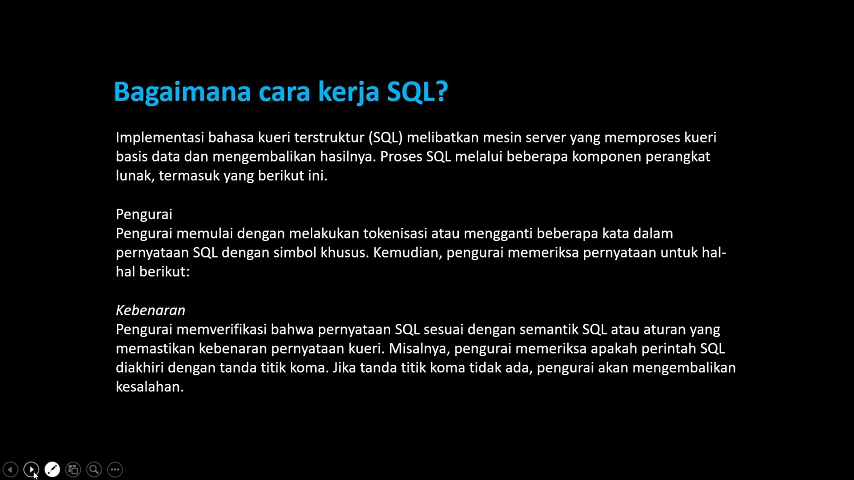 Bagaimana cara kerja SQL?
Implementasi bahasa kueri terstruktur (SQL) melibatkan mesin server yang memproses kueri
basis data dan mengembalikan hasilnya. Proses SQL melalui beberapa komponen perangkat
lunak, termasuk yang berikut ini.
Pengurai
Pengurai memulai dengan melakukan tokenisasi atau mengganti beberapa kata dalam
pernyataan SQL dengan simbol khusus. Kemudian, pengurai memeriksa pernyataan untuk hal-
hal berikut:
Kebenaran
Pengurai memverifikasi bahwa pernyataan SQL sesuai dengan semantik SQL atau aturan yang
memastikan kebenaran pernyataan kueri. Misalnya, pengurai memeriksa apakah perintah SQL
diakhiri dengan tanda titik koma. Jika tanda titik koma tidak ada, pengurai akan mengembalikan
kesalahan.